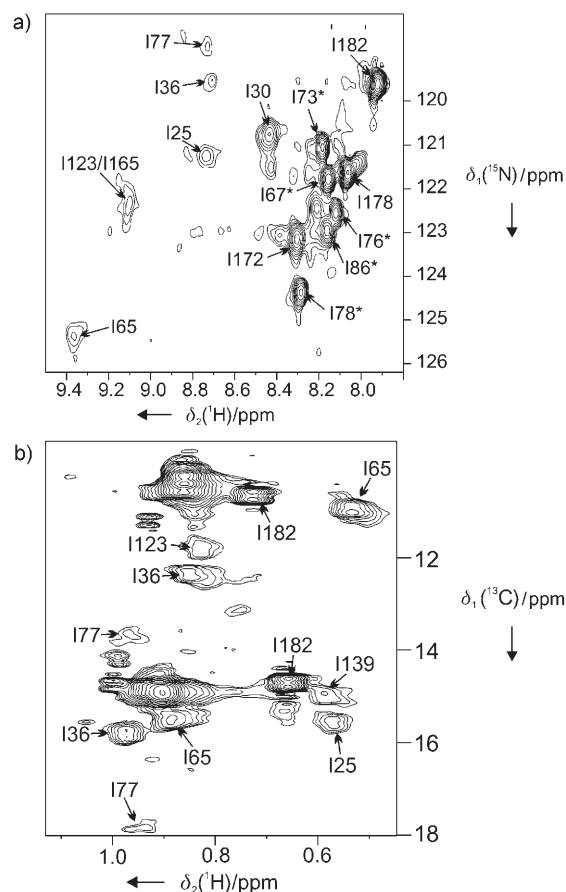 a)
I77
I36
I25
I123/I165
I65
I30
I73*
I182
I67*
I178
I76*
I86*
I172
I78*
120
121
122
123
124
125
126
δ₁(¹⁵N)/ppm
9.4 9.2 9.0 8.8 8.6 8.4 8.2 8.0
δ₂(¹H)/ppm
b)
I65
I182
I123
I36
I77
I182
I139
I36
I65
I25
I77
12
14
16
18
δ₁(¹³C)/ppm
1.0 0.8 0.6
δ₂(¹H)/ppm